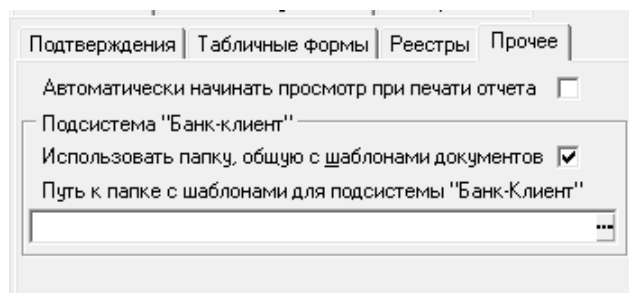 Подтверждения Табличные формы Реестры Прочее
Автоматически начинать просмотр при печати отчета
Подсистема "Банк-клиент"
Использовать папку, общую с шаблонами документов
Путь к папке с шаблонами для подсистемы "Банк-Клиент"
...